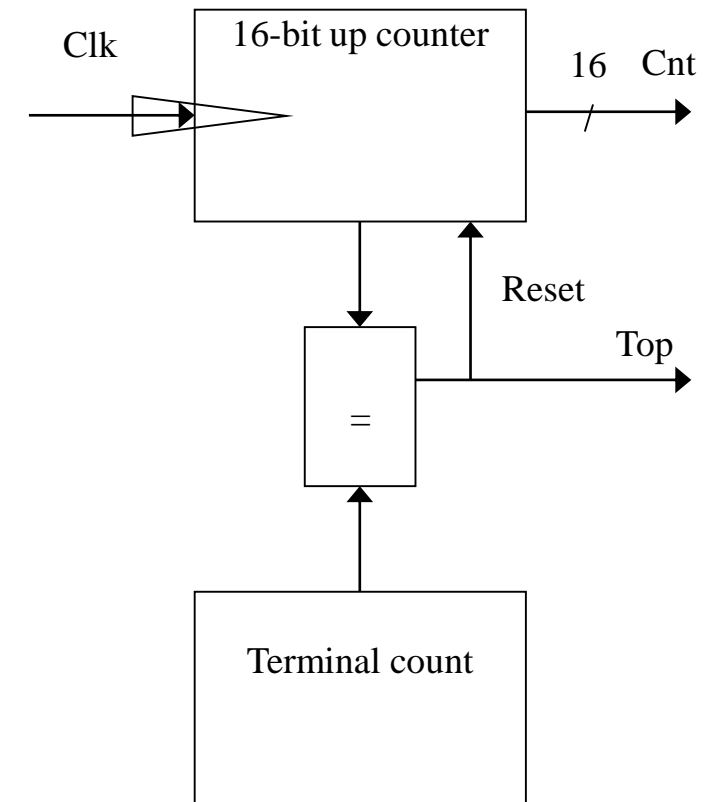 16-bit up counter
Clk
16
Cnt
Reset
Top
=
Terminal count